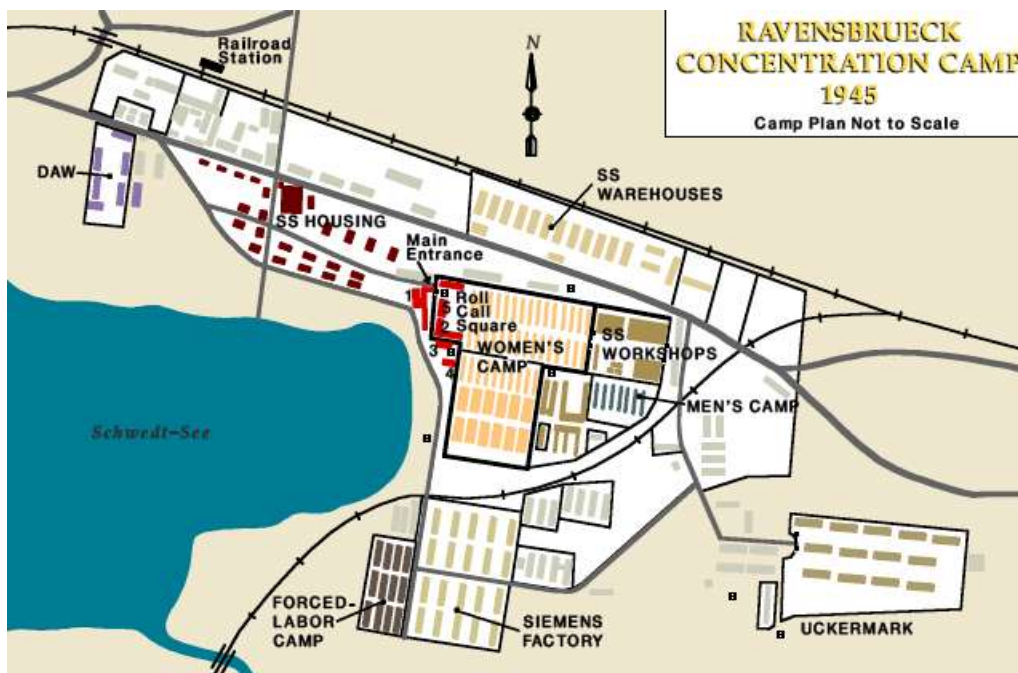 RAVENSBRUECK
CONCENTRATION CAMP
1945
Camp Plan Not to Scale
Railroad
Station
N
DAW
SS
WAREHOUSES
SS HOUSING
Main
Entrance
1
5 Roll
Call
2 Square
3
4
WOMEN'S
CAMP
SS
WORKSHOPS
MEN'S CAMP
Schwedt-See
FORCED-
LABOR
CAMP
SIEMENS
FACTORY
UCKERMARK